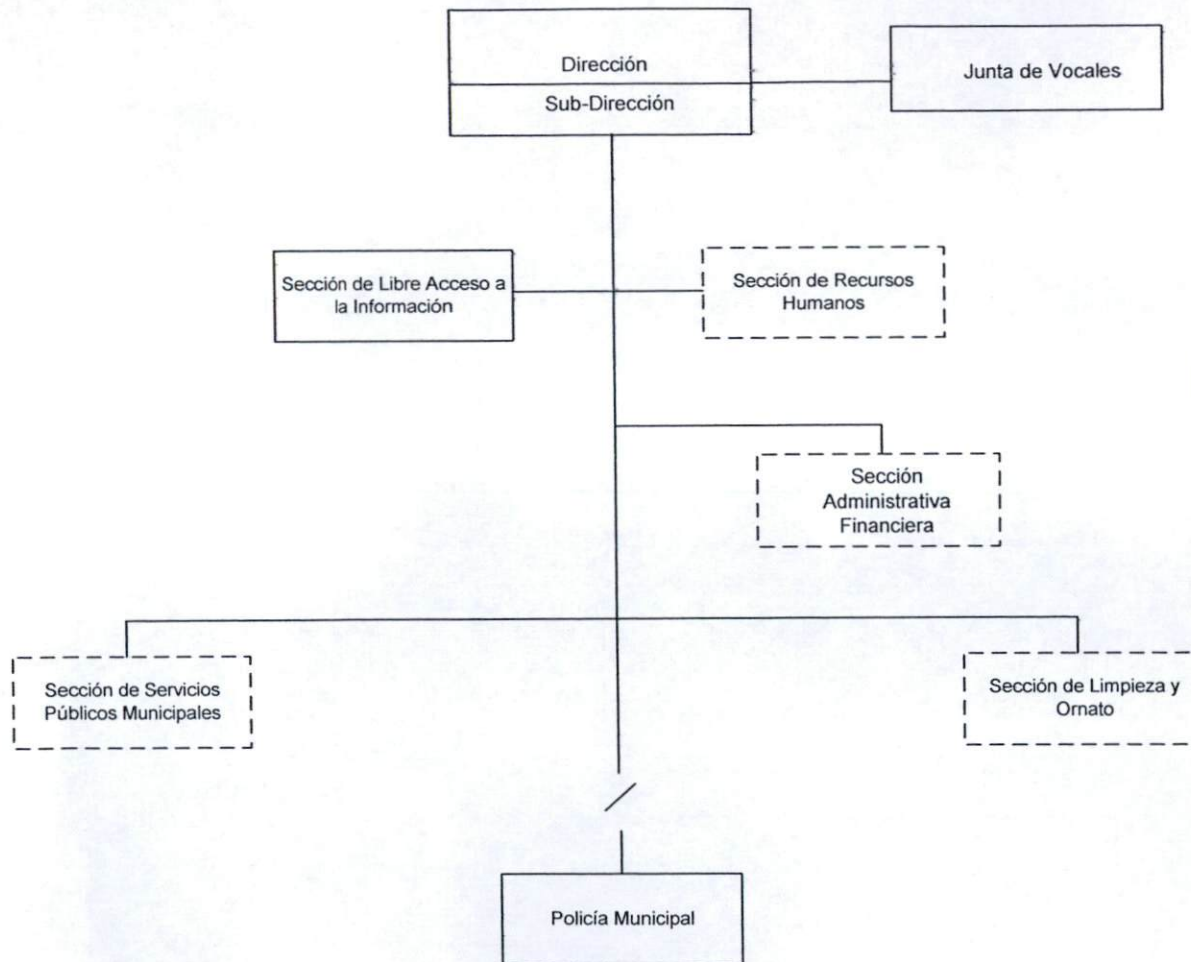 Dirección
Sub-Dirección
Junta de Vocales
Sección de Libre Acceso a
la Información
Sección de Recursos
Humanos
Sección
Administrativa
Financiera
Sección de Servicios
Públicos Municipales
Sección de Limpieza y
Ornato
Policía Municipal